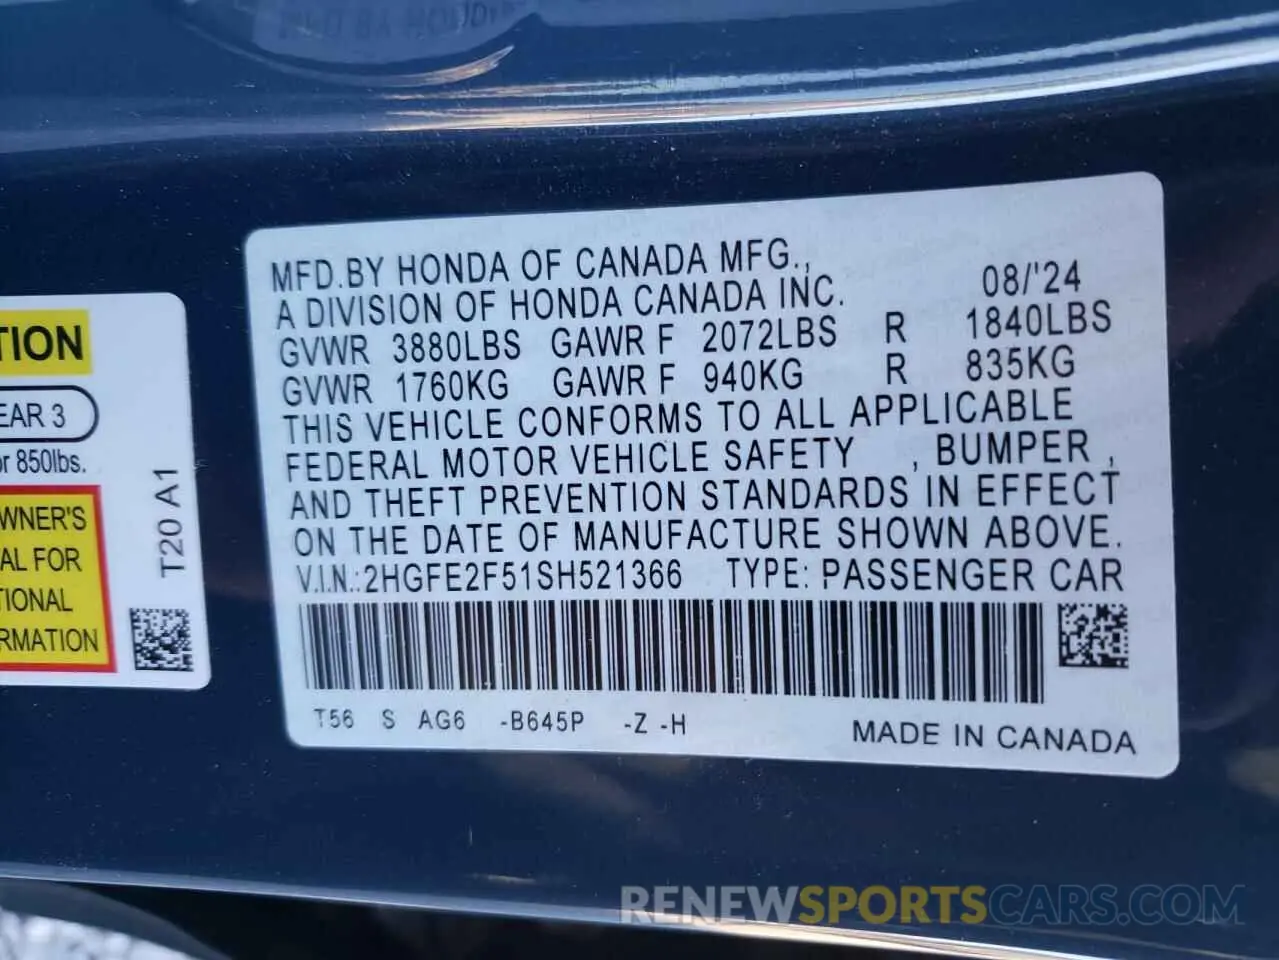 MFD.BY HONDA OF CANADA MFG.,
A DIVISION OF HONDA CANADA INC. 08/'24
GVWR 3880LBS GAWR F 2072LBS R 1840LBS
GVWR 1760KG GAWR F 940KG R 835KG
THIS VEHICLE CONFORMS TO ALL APPLICABLE
FEDERAL MOTOR VEHICLE SAFETY , BUMPER ,
AND THEFT PREVENTION STANDARDS IN EFFECT
ON THE DATE OF MANUFACTURE SHOWN ABOVE.
V.I.N.:2HGFE2F51SH521366 TYPE: PASSENGER CAR
T56 S AG6 -B645P -Z -H
MADE IN CANADA
TION
EAR 3
or 850lbs.
WNER'S
AL FOR
TIONAL
RMATION
T20 A1
RENEWSPORTSCARS.COM